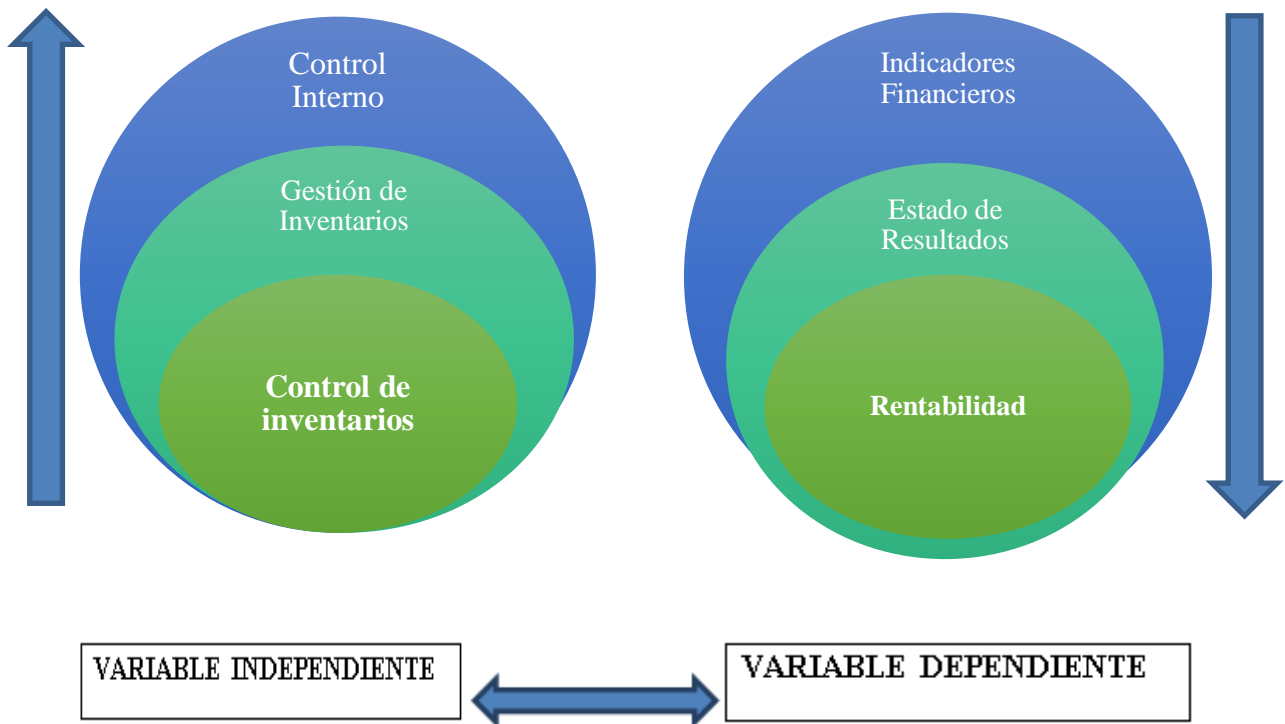 Control
Interno
Gestión de
Inventarios
Control de
inventarios
Indicadores
Financieros
Estado de
Resultados
Rentabilidad
VARIABLE INDEPENDIENTE
VARIABLE DEPENDIENTE